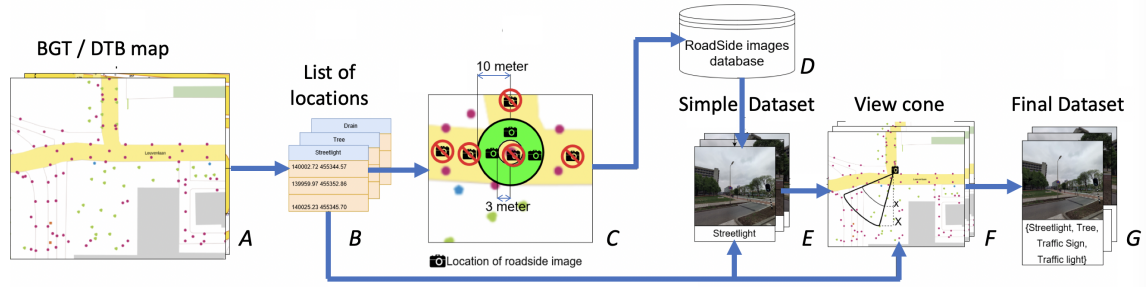 BGT / DTB map
A
List of
locations
Drain
Tree
Streetlight
140002.72 455344.57
139959.97 455352.86
140025.23 455345.70
B
10 meter
3 meter
C
Location of roadside image
RoadSide images
database
D
Simple Dataset
Streetlight
E
View cone
X
X
F
Final Dataset
{Streetlight, Tree,
Traffic Sign,
Traffic light}
G